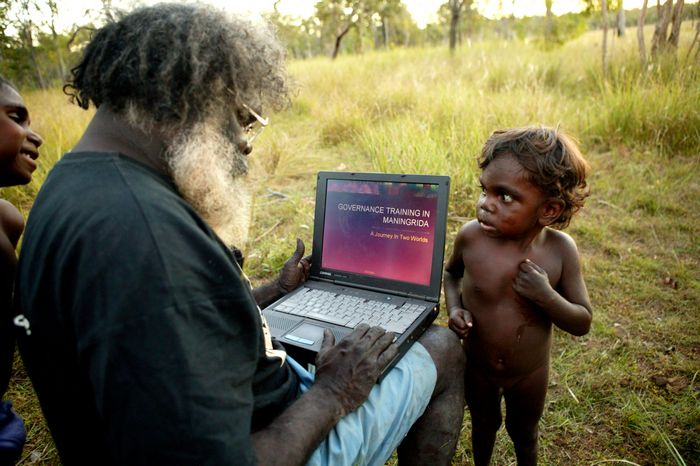 GOVERNANCE TRAINING IN
MANINGRIDA
A Journey In Two Worlds